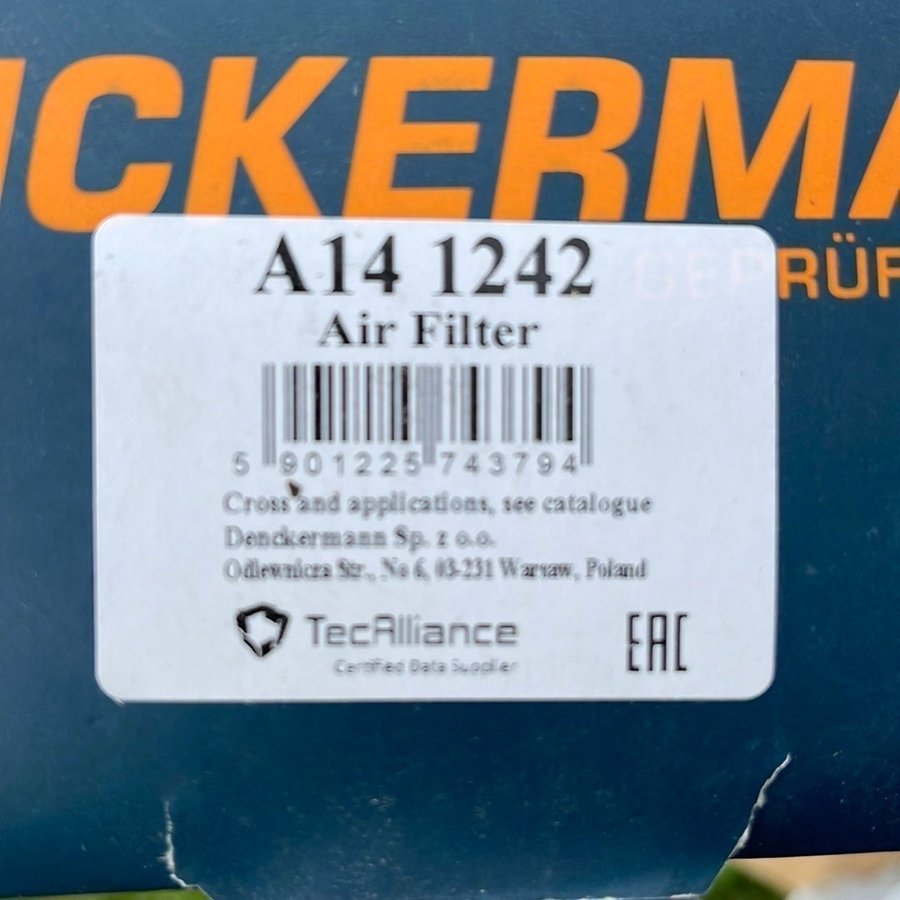 CKERMA
GEPRÜF
A14 1242
Air Filter
5 901225 743794
Cross and applications, see catalogue
Denckermann Sp. z o.o.
Odlewnicza Str., No 6, 03-231 Warsaw, Poland
TecAlliance
Certified Data Supplier
EAC